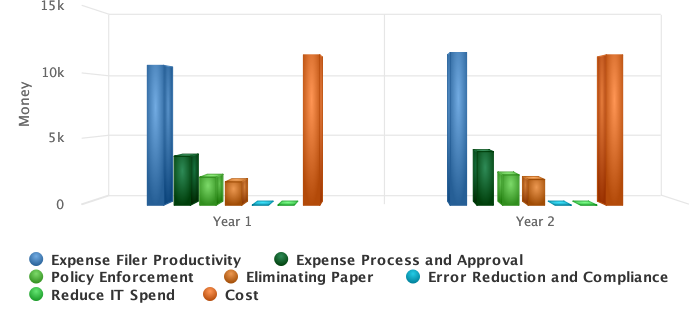 15k
10k
5k
0
Money
Year 1
Year 2
Expense Filer Productivity
Expense Process and Approval
Policy Enforcement
Eliminating Paper
Error Reduction and Compliance
Reduce IT Spend
Cost